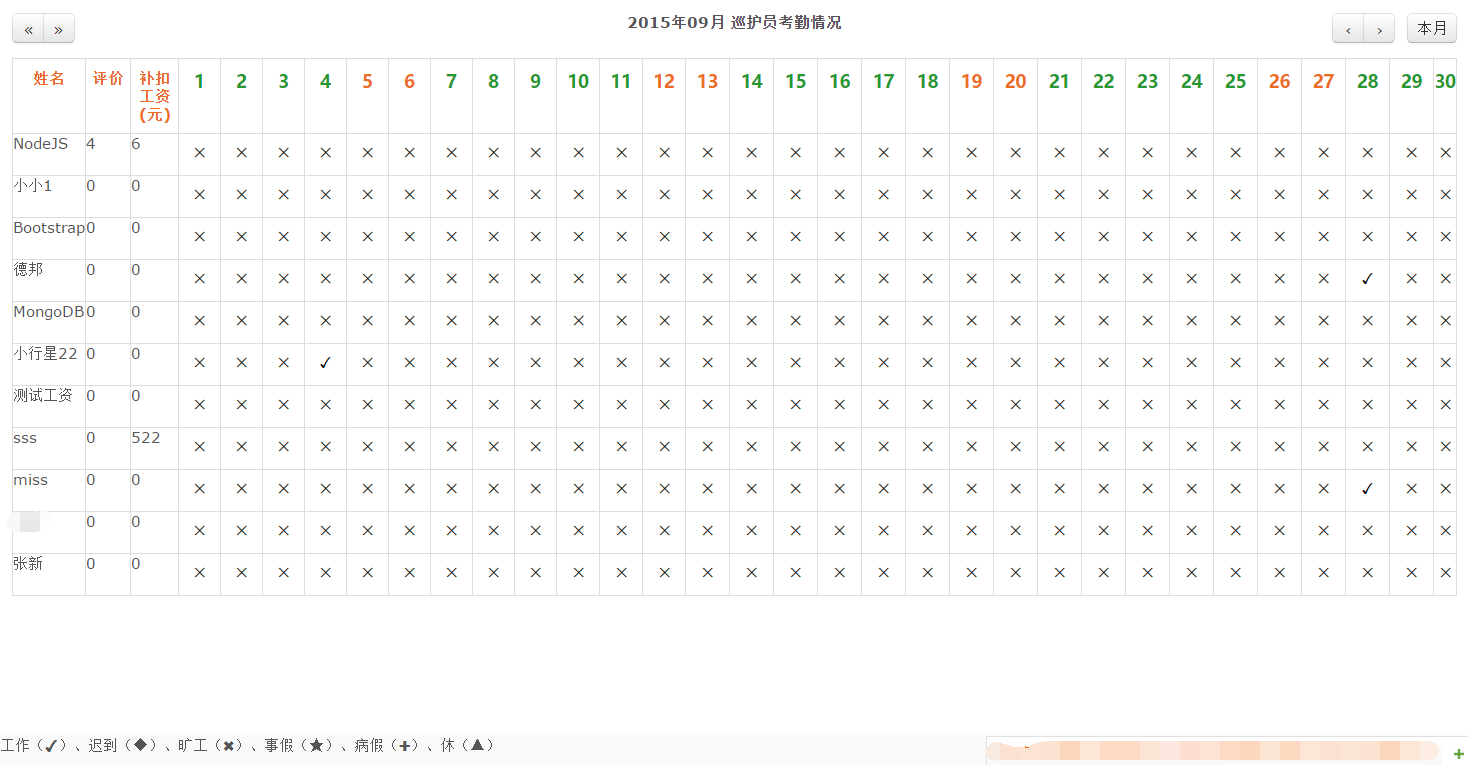 « » 2015年09月 巡护员考勤情况 ‹ › 本月
姓名 评价 补扣工资(元) 1 2 3 4 5 6 7 8 9 10 11 12 13 14 15 16 17 18 19 20 21 22 23 24 25 26 27 28 29 30
NodeJS 4 6 × × × × × × × × × × × × × × × × × × × × × × × × × × × × × ×
小小1 0 0 × × × × × × × × × × × × × × × × × × × × × × × × × × × × × ×
Bootstrap 0 0 × × × × × × × × × × × × × × × × × × × × × × × × × × × × × ×
德邦 0 0 × × × × × × × × × × × × × × × × × × × × × × × × × × × ✓ × ×
MongoDB 0 0 × × × × × × × × × × × × × × × × × × × × × × × × × × × × × ×
小行星22 0 0 × × × ✓ × × × × × × × × × × × × × × × × × × × × × × × × × ×
测试工资 0 0 × × × × × × × × × × × × × × × × × × × × × × × × × × × × × ×
sss 0 522 × × × × × × × × × × × × × × × × × × × × × × × × × × × × × ×
miss 0 0 × × × × × × × × × × × × × × × × × × × × × × × × × × × ✓ × ×
0 0 × × × × × × × × × × × × × × × × × × × × × × × × × × × × × ×
张新 0 0 × × × × × × × × × × × × × × × × × × × × × × × × × × × × × ×
工作（✔）、迟到（◆）、旷工（✖）、事假（★）、病假（✚）、休（▲）